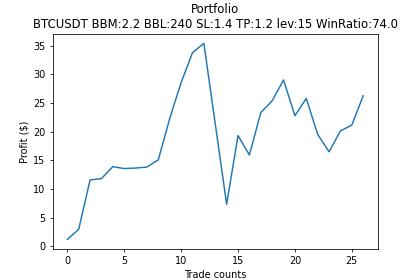 Portfolio
BTCUSDT BBM:2.2 BBL:240 SL:1.4 TP:1.2 lev:15 WinRatio:74.0
35
30
25
20
15
10
5
0
Profit ($)
0 5 10 15 20 25
Trade counts